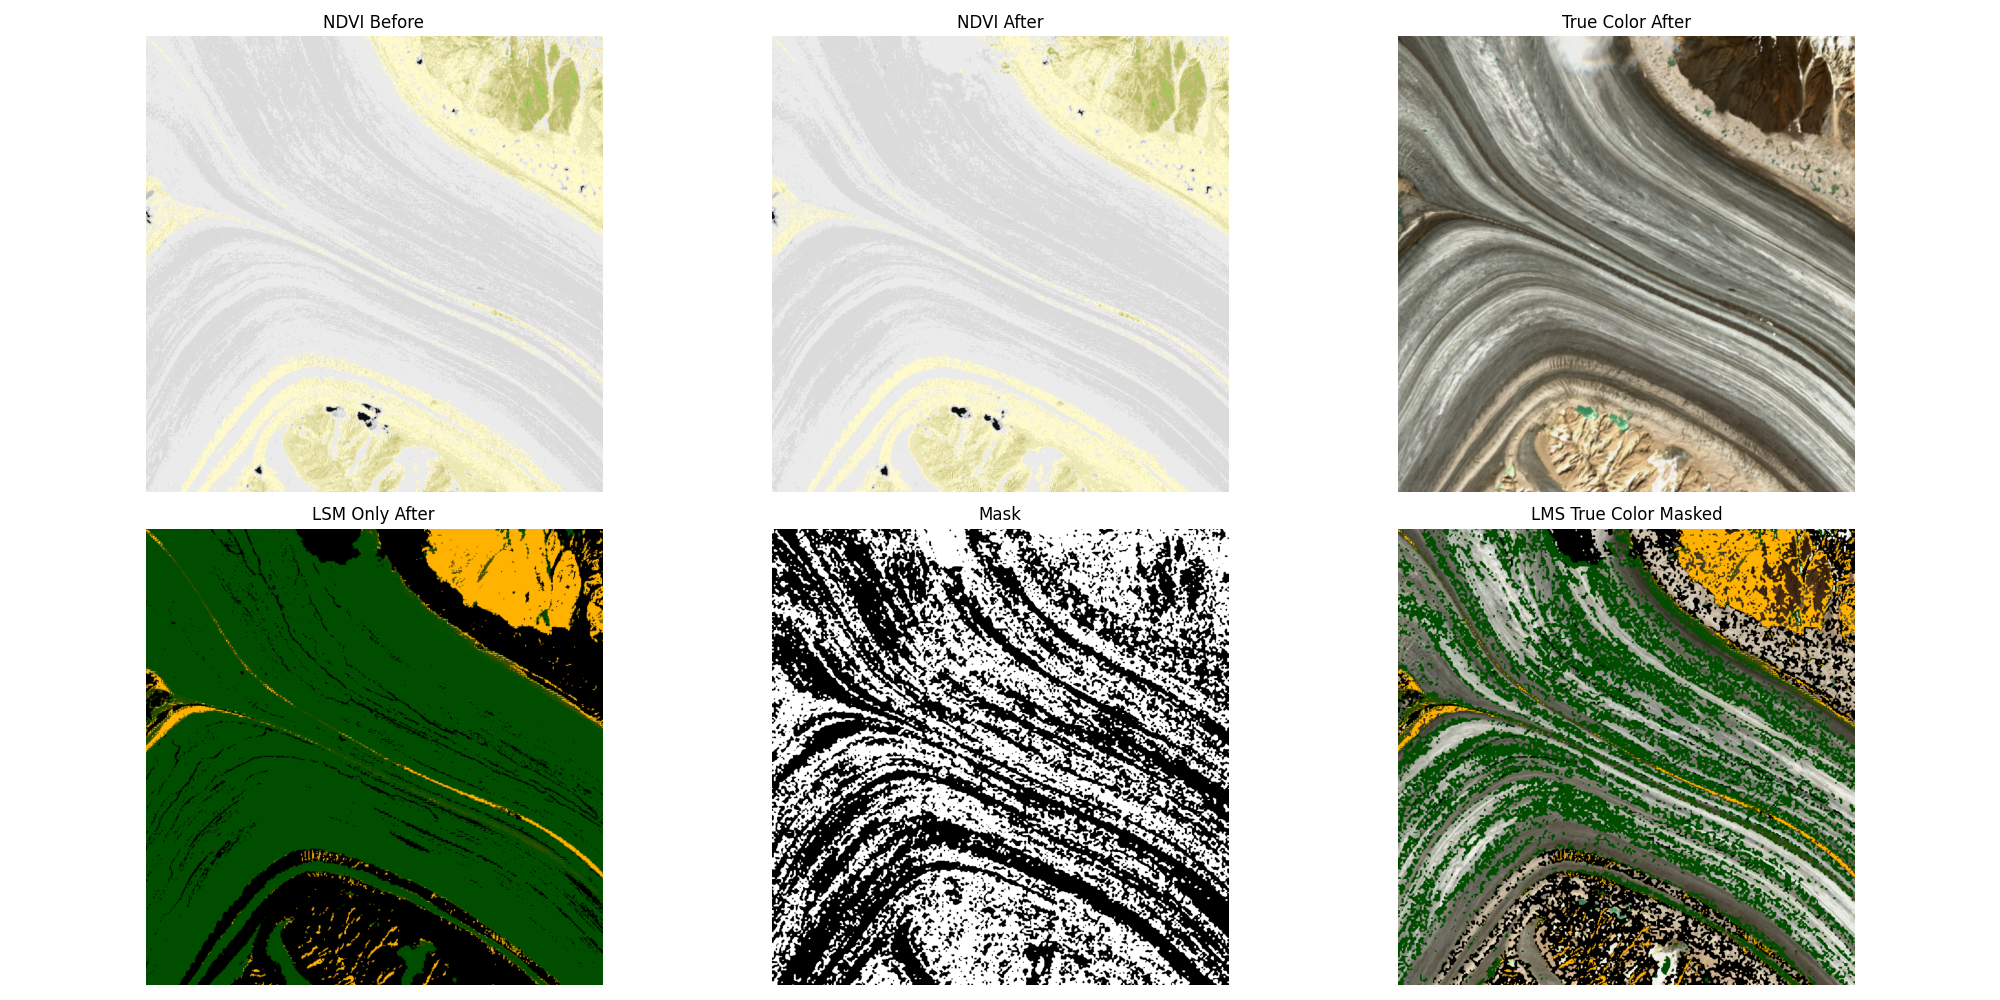 NDVI Before
NDVI After
True Color After
LSM Only After
Mask
LMS True Color Masked